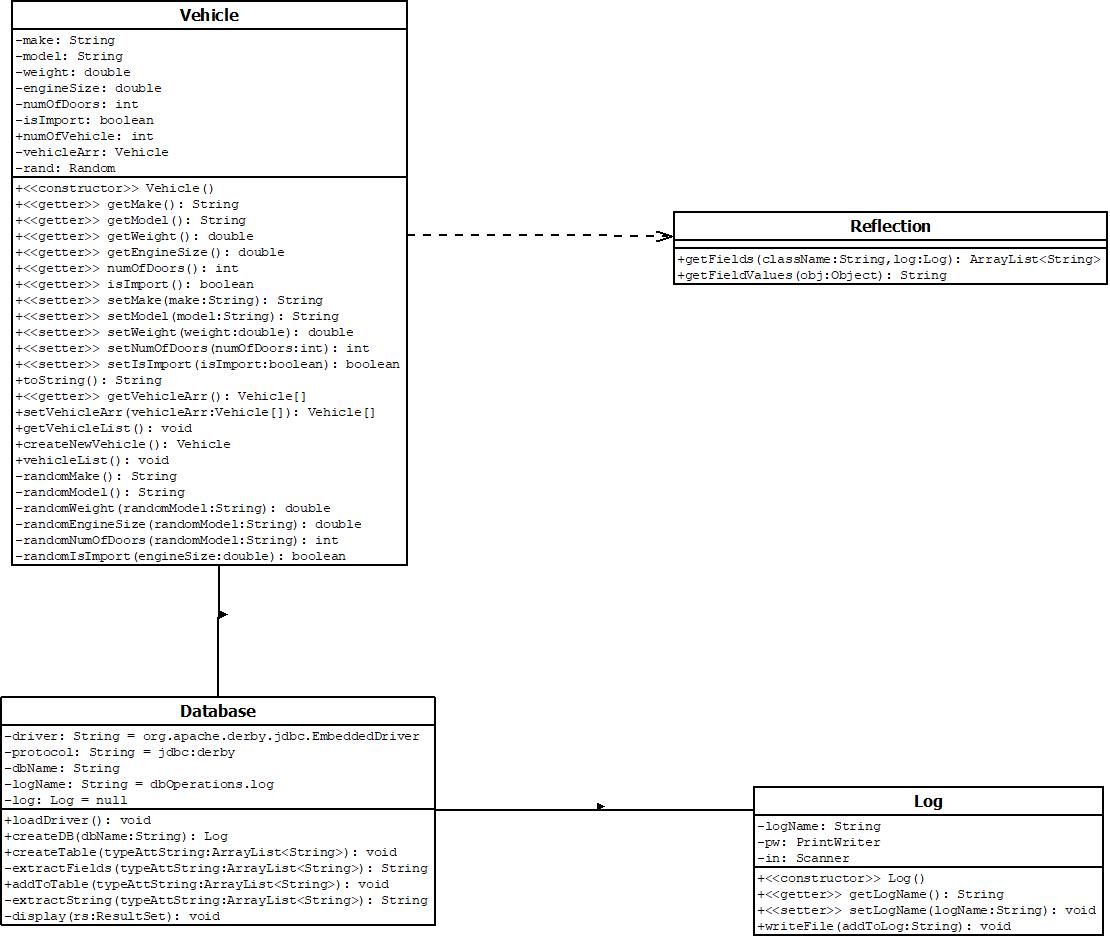 Vehicle
-make: String
-model: String
-weight: double
-engineSize: double
-numOfDoors: int
-isImport: boolean
+numOfVehicle: int
-vehicleArr: Vehicle
-rand: Random
+<<constructor>> Vehicle()
+<<getter>> getMake(): String
+<<getter>> getModel(): String
+<<getter>> getWeight(): double
+<<getter>> getEngineSize(): double
+<<getter>> numOfDoors(): int
+<<getter>> isImport(): boolean
+<<setter>> setMake(make:String): String
+<<setter>> setModel(model:String): String
+<<setter>> setWeight(weight:double): double
+<<setter>> setNumOfDoors(numOfDoors:int): int
+<<setter>> setIsImport(isImport:boolean): boolean
+toString(): String
+<<getter>> getVehicleArr(): Vehicle[]
+setVehicleArr(vehicleArr:Vehicle[]): Vehicle[]
+getVehicleList(): void
+createNewVehicle(): Vehicle
+vehicleList(): void
-randomMake(): String
-randomModel(): String
-randomWeight(randomModel:String): double
-randomEngineSize(randomModel:String): double
-randomNumOfDoors(randomModel:String): int
-randomIsImport(engineSize:double): boolean
Reflection
+getFields(className:String,log:Log): ArrayList<String>
+getFieldValues(obj:Object): String
Database
-driver: String = org.apache.derby.jdbc.EmbeddedDriver
-protocol: String = jdbc:derby
-dbName: String
-logName: String = dbOperations.log
-log: Log = null
+loadDriver(): void
+createDB(dbName:String): Log
+createTable(typeAttString:ArrayList<String>): void
-extractFields(typeAttString:ArrayList<String>): String
+addToTable(typeAttString:ArrayList<String>): void
-extractString(typeAttString:ArrayList<String>): String
-display(rs:ResultSet): void
Log
-logName: String
-pw: PrintWriter
-in: Scanner
+<<constructor>> Log()
+<<getter>> getLogName(): String
+<<setter>> setLogName(logName:String): void
+writeFile(addToLog:String): void